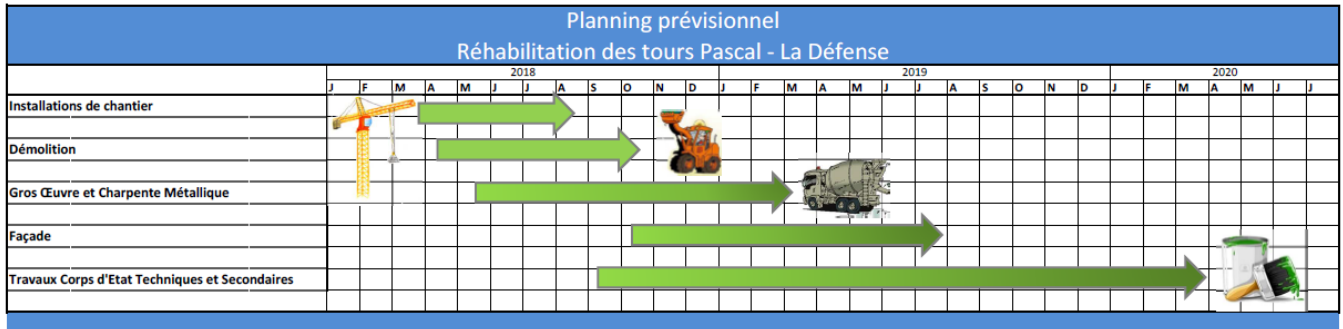 Planning prévisionnel
Réhabilitation des tours Pascal - La Défense
2018 2019 2020
J F M A M J J A S O N D J F M A M J J A S O N D J F M A M J J
Installations de chantier
Démolition
Gros Œuvre et Charpente Métallique
Façade
Travaux Corps d'Etat Techniques et Secondaires